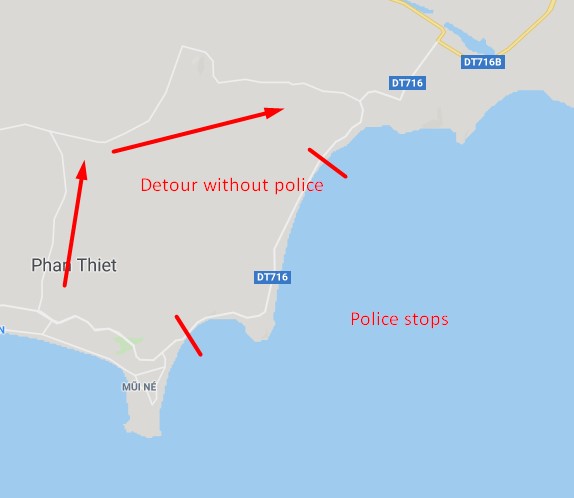 DT716B
DT716
Detour without police
Phan Thiet
DT716
Police stops
N
MŨI NÉ